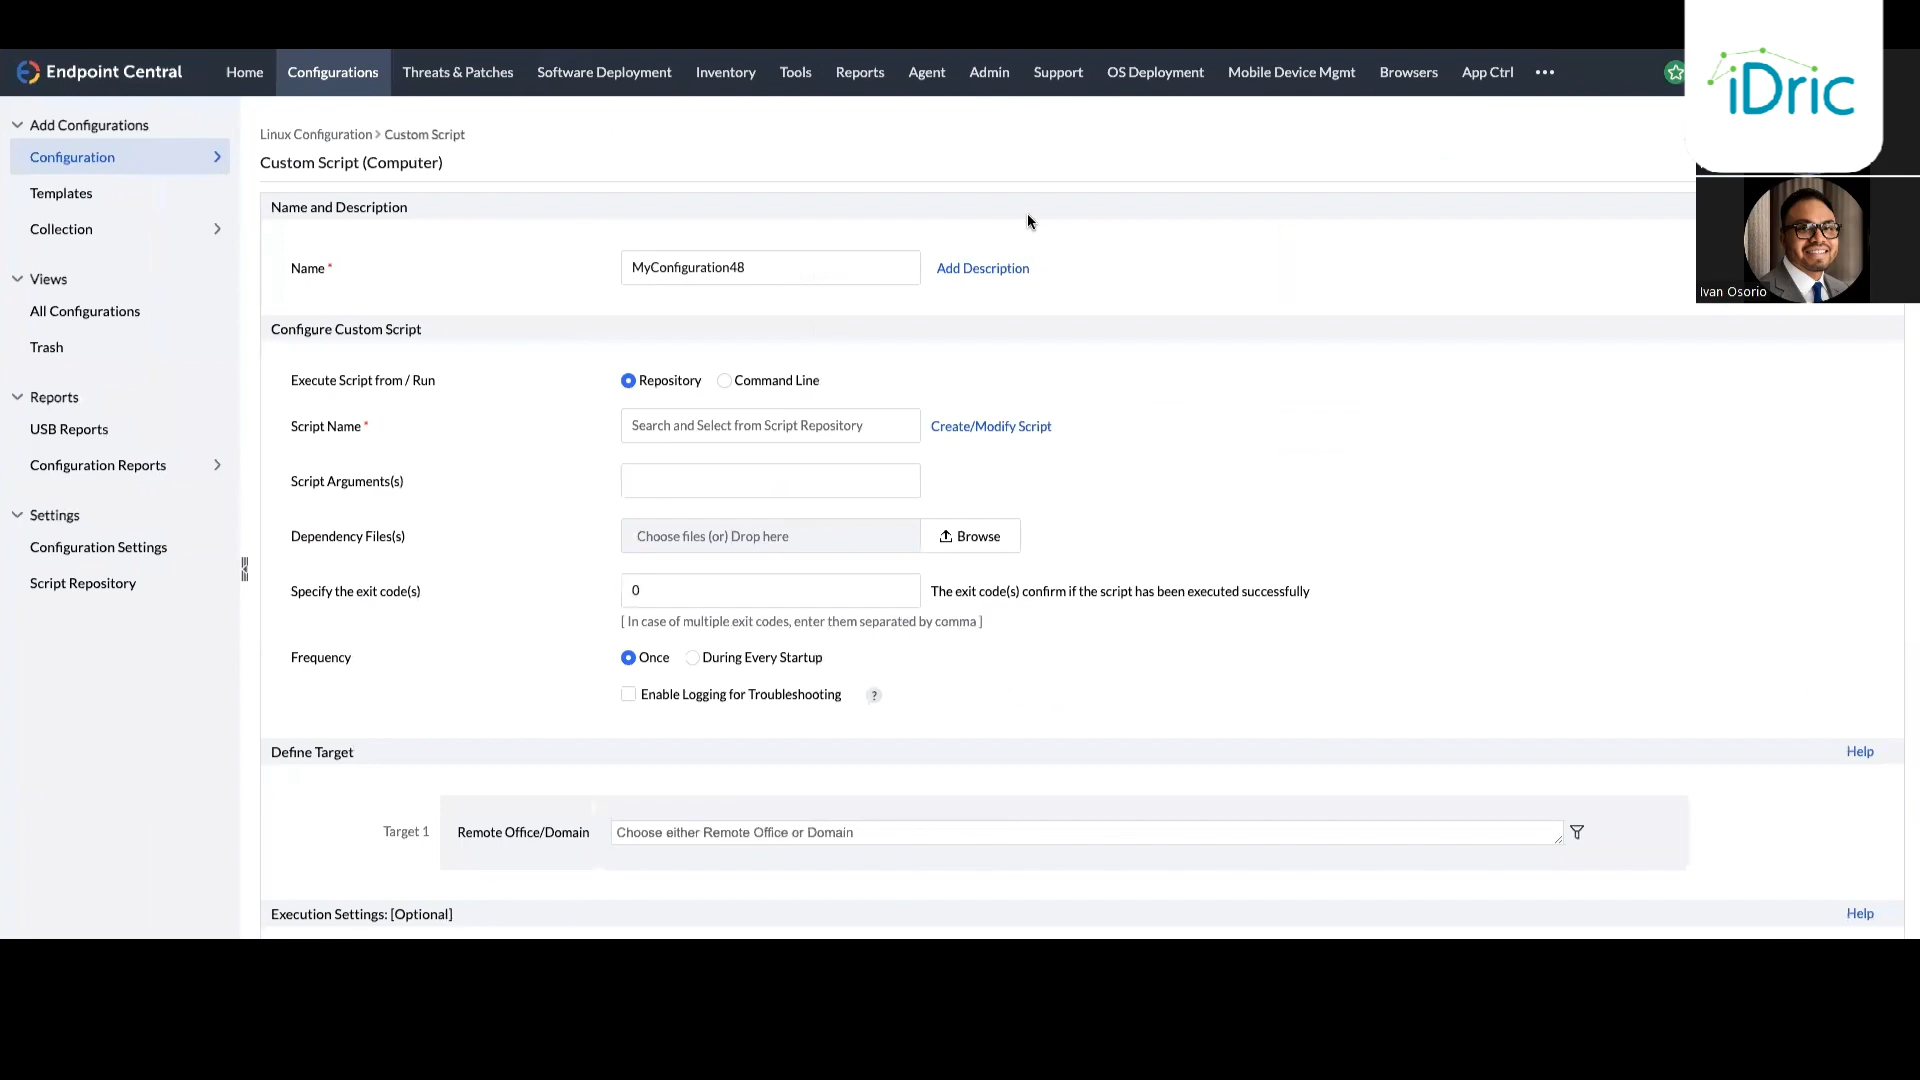 Endpoint Central
Home
Configurations
Threats & Patches
Software Deployment
Inventory
Tools
Reports
Agent
Admin
Support
OS Deployment
Mobile Device Mgmt
Browsers
App Ctrl
iDric
Ivan Osorio
Add Configurations
Configuration
Templates
Collection
Views
All Configurations
Trash
Reports
USB Reports
Configuration Reports
Settings
Configuration Settings
Script Repository
Linux Configuration > Custom Script
Custom Script (Computer)
Name and Description
Name * MyConfiguration48 Add Description
Configure Custom Script
Execute Script from / Run Repository Command Line
Script Name * Search and Select from Script Repository Create/Modify Script
Script Arguments(s)
Dependency Files(s) Choose files (or) Drop here Browse
Specify the exit code(s) 0 The exit code(s) confirm if the script has been executed successfully
[ In case of multiple exit codes, enter them separated by comma ]
Frequency Once During Every Startup
Enable Logging for Troubleshooting ?
Define Target Help
Target 1 Remote Office/Domain Choose either Remote Office or Domain
Execution Settings: [Optional] Help